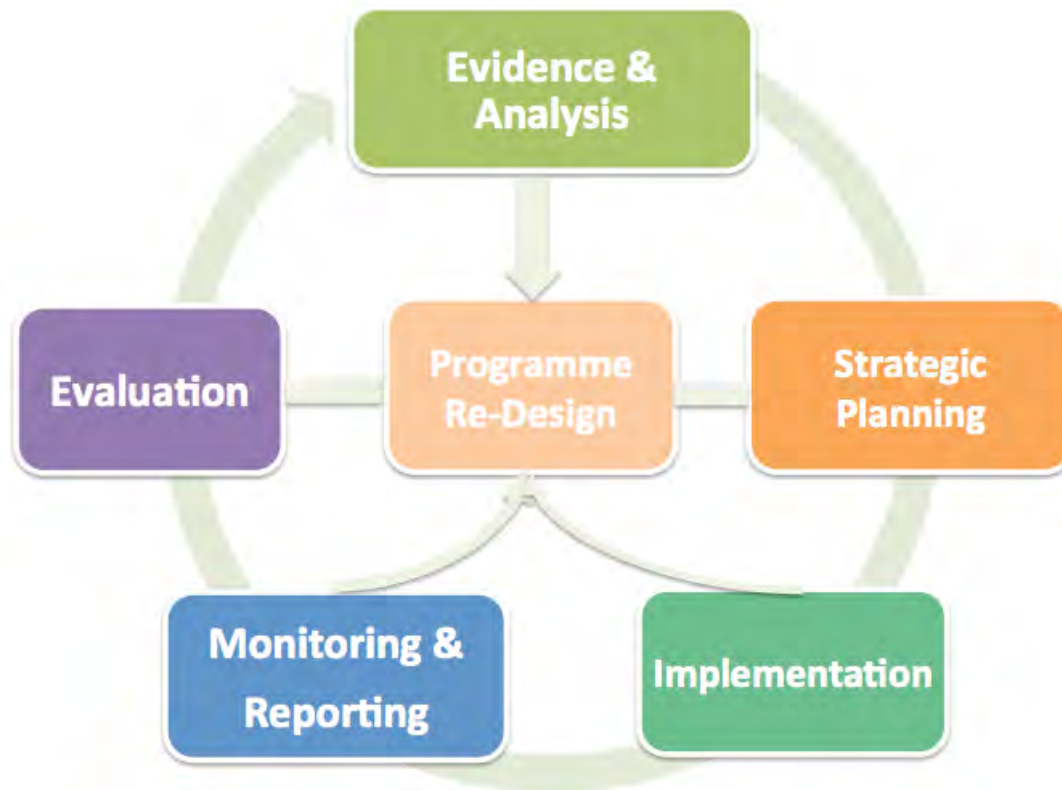 Evidence &
Analysis
Evaluation
Programme
Re-Design
Strategic
Planning
Monitoring &
Reporting
Implementation